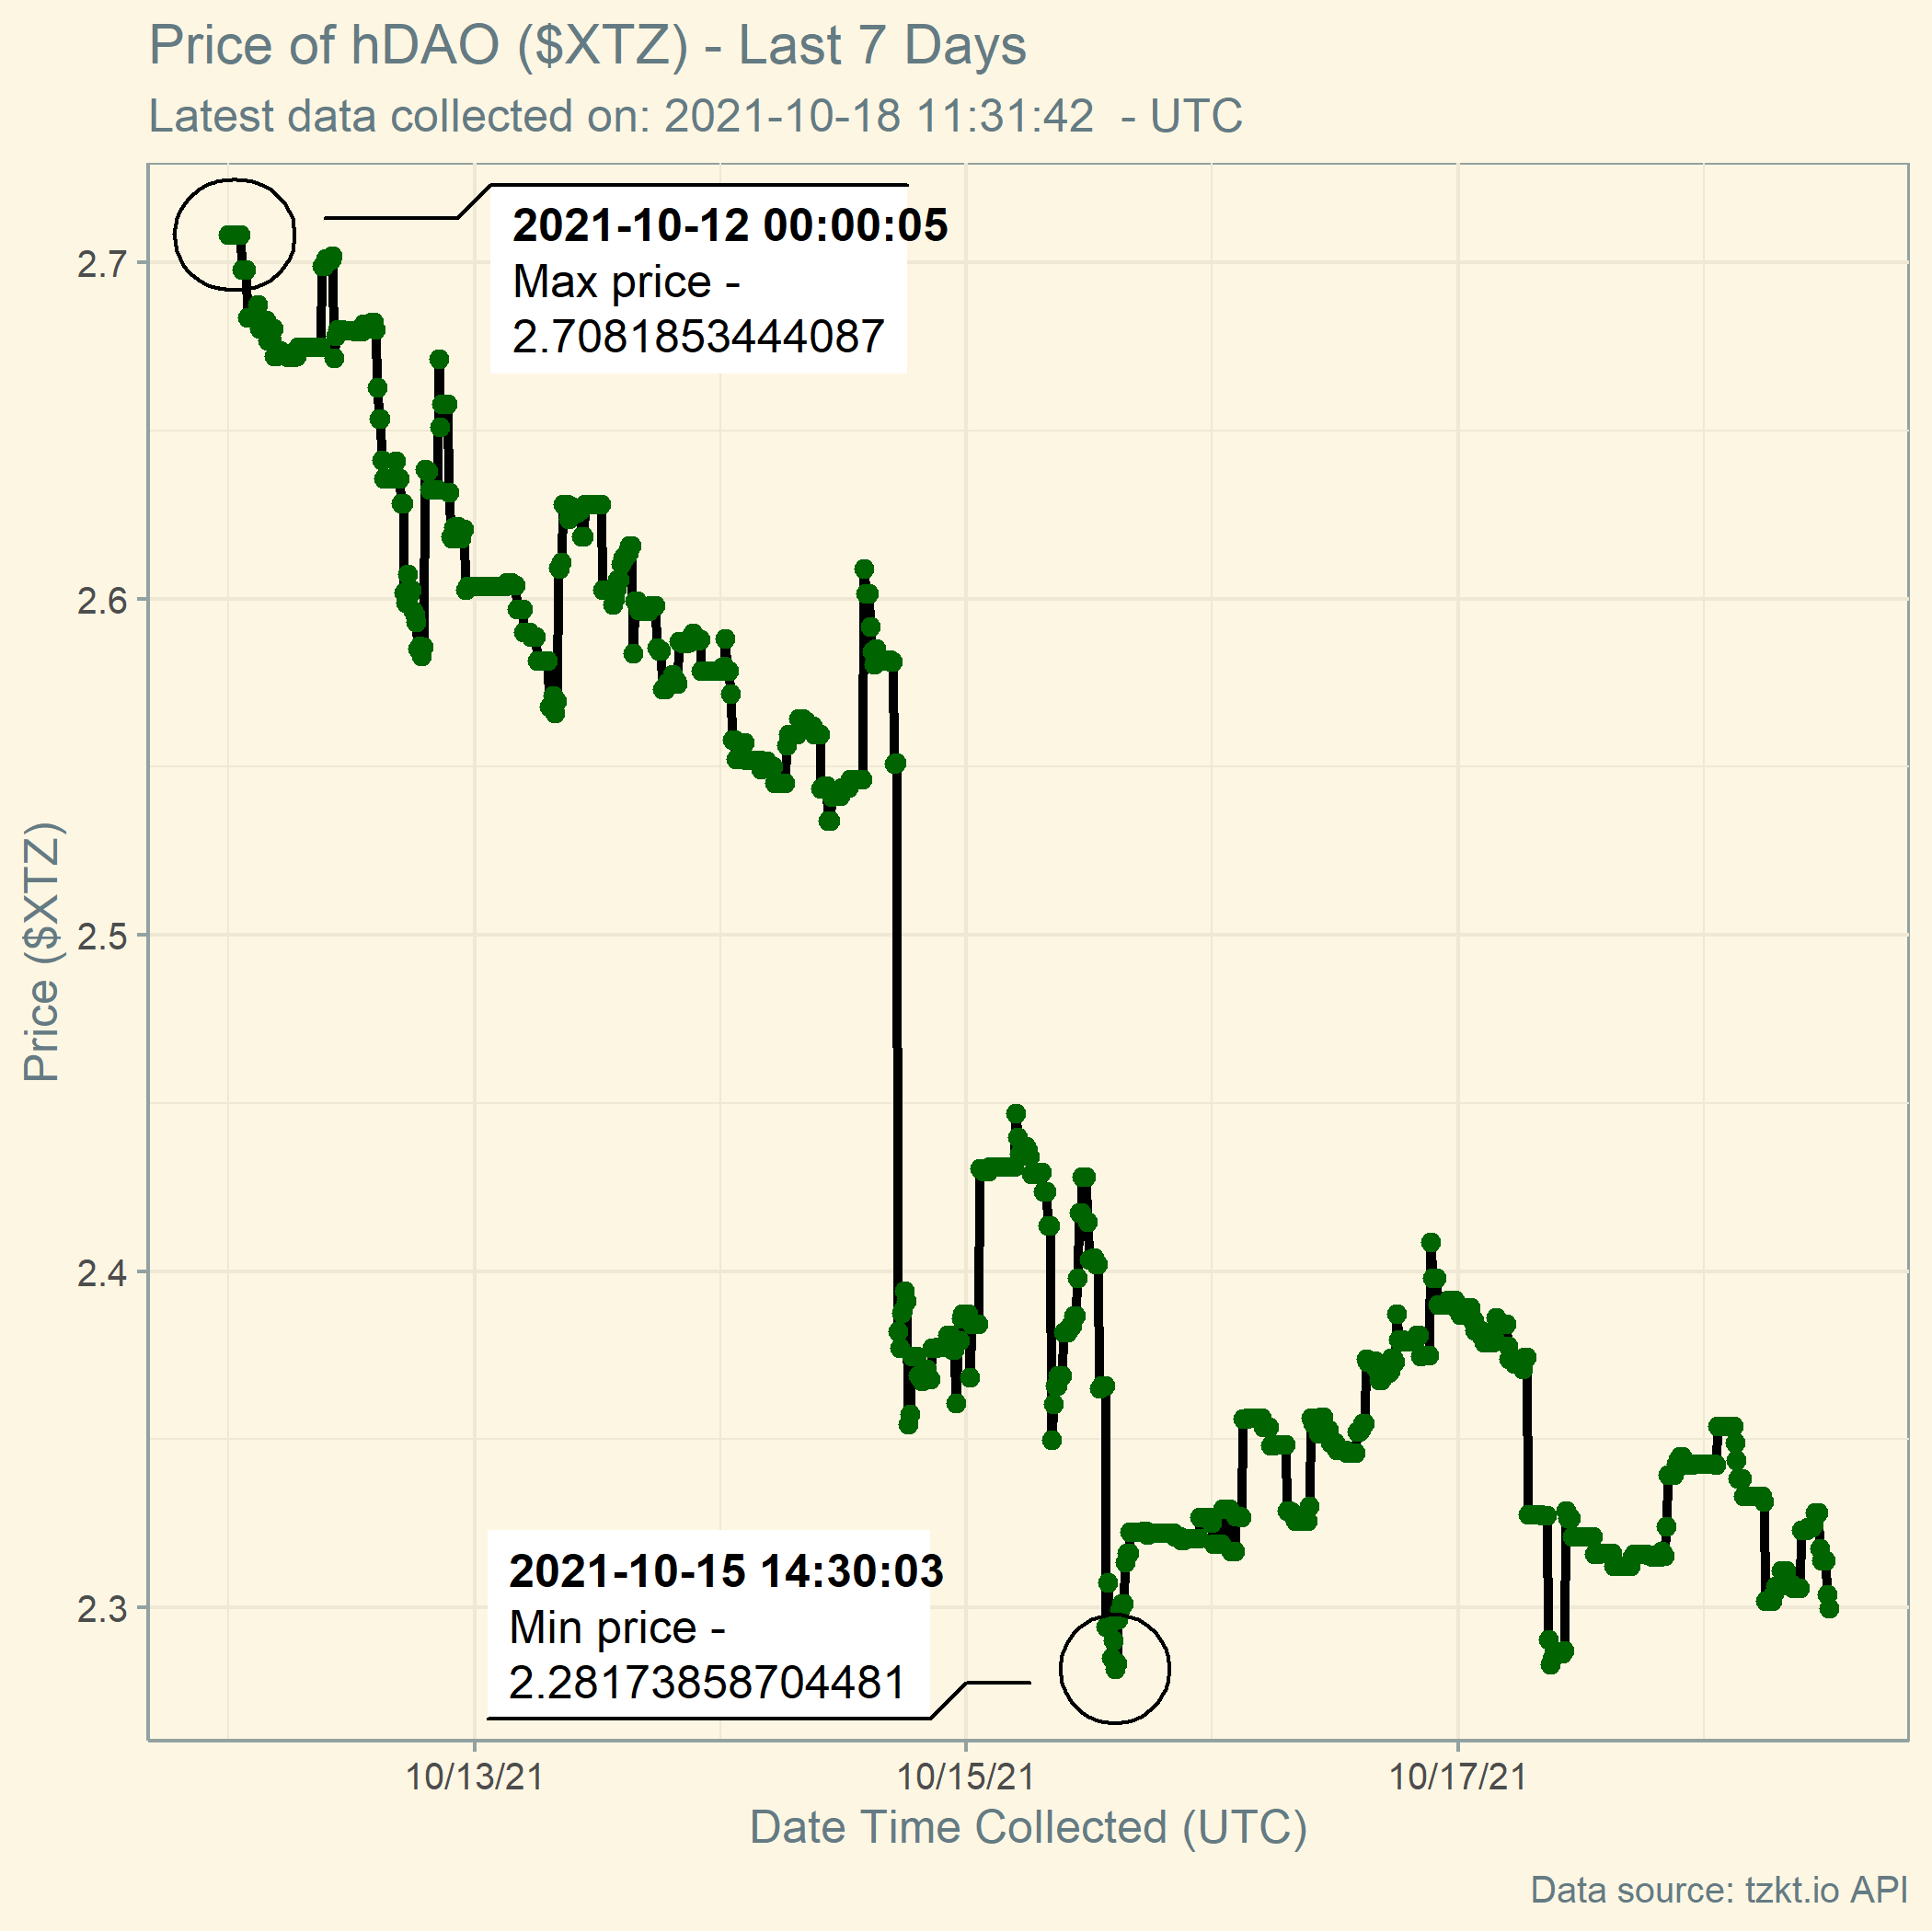 Price of hDAO ($XTZ) - Last 7 Days
Latest data collected on: 2021-10-18 11:31:42  - UTC
2021-10-12 00:00:05
Max price -
2.7081853444087
2.7
2.6
2.5
2.4
2.3
Price ($XTZ)
2021-10-15 14:30:03
Min price -
2.28173858704481
10/13/21
10/15/21
10/17/21
Date Time Collected (UTC)
Data source: tzkt.io API